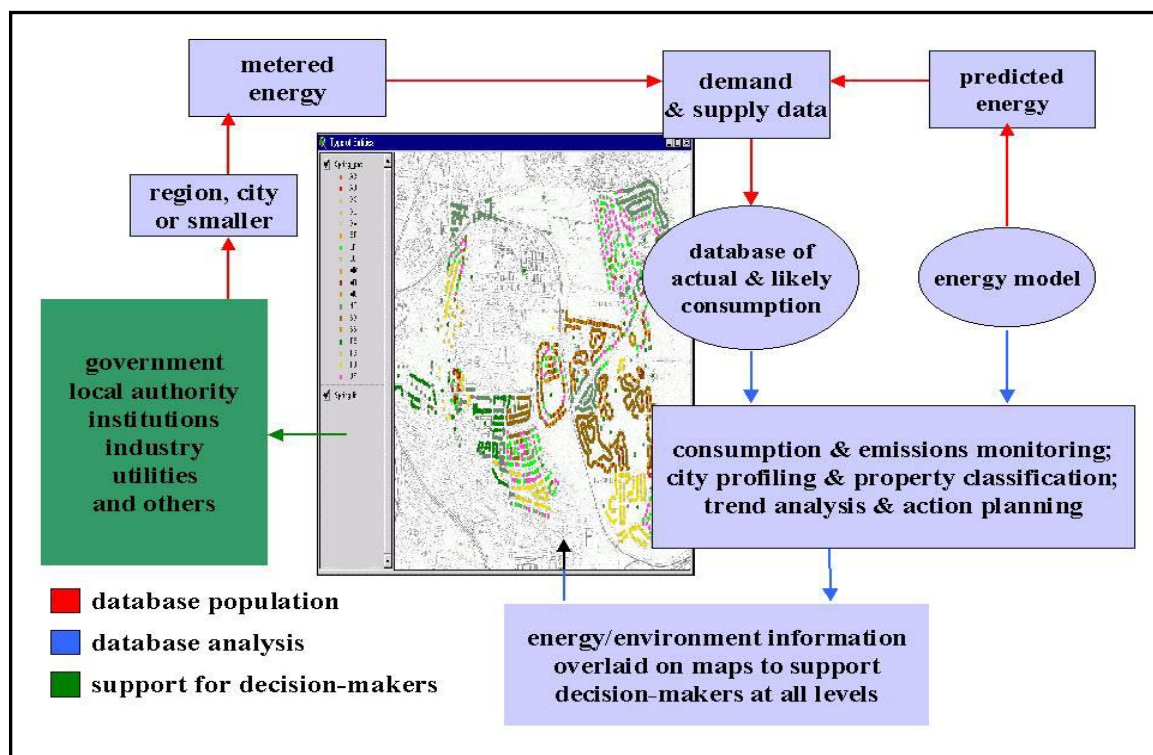 metered
energy
demand
& supply data
predicted
energy
region, city
or smaller
database of
actual & likely
consumption
energy model
government
local authority
institutions
industry
utilities
and others
consumption & emissions monitoring;
city profiling & property classification;
trend analysis & action planning
database population
database analysis
support for decision-makers
energy/environment information
overlaid on maps to support
decision-makers at all levels